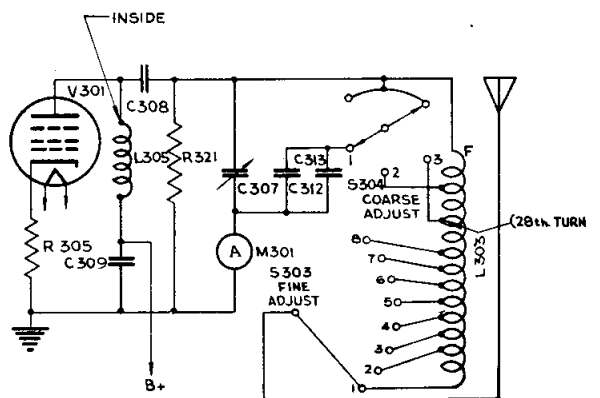 INSIDE
V301
C308
L305
R321
C313
C307
C312
1
S304
2
3
F
COARSE
ADJUST
(28th TURN
L303
R305
C309
A
M301
S303
FINE
ADJUST
8
7
6
5
4
3
2
1
B+